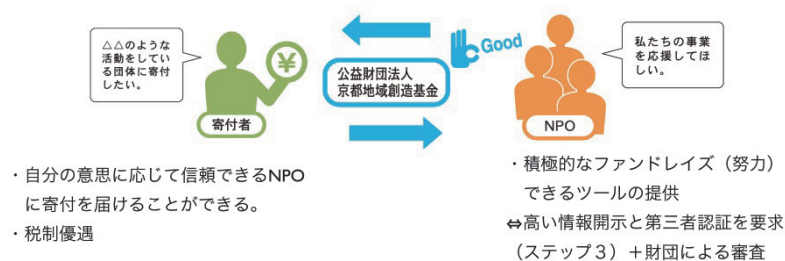 △△のような
活動をしてい
る団体に寄付
したい。
¥
寄付者
公益財団法人
京都地域創造基金
Good
私たちの事業
を応援してほ
しい。
NPO
・自分の意思に応じて信頼できるNPO
に寄付を届けることができる。
・税制優遇
・積極的なファンドレイズ（努力）
できるツールの提供
⇔高い情報開示と第三者認証を要求
（ステップ３）＋財団による審査